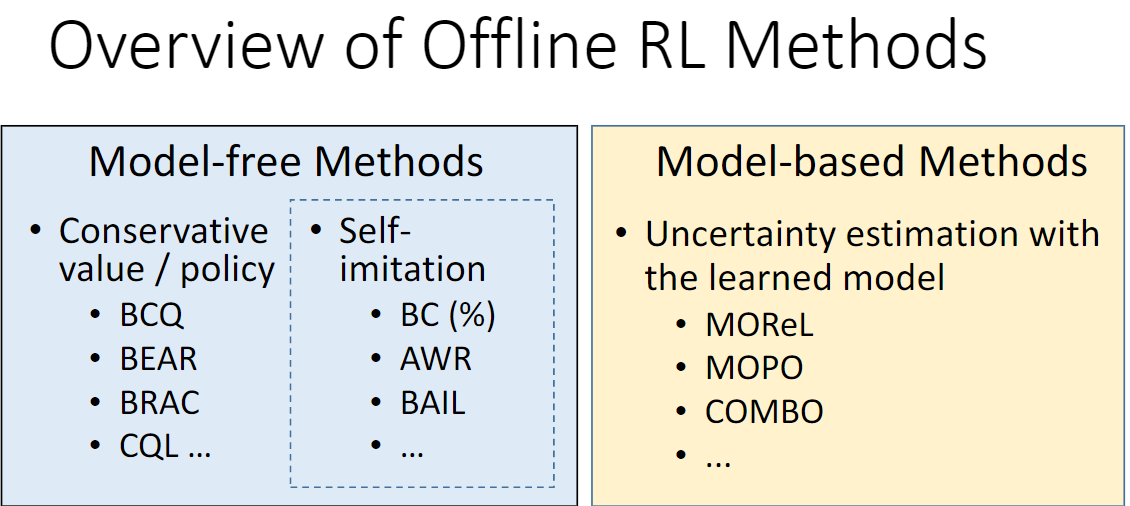 Overview of Offline RL Methods
Model-free Methods
• Conservative
value / policy
• BCQ
• BEAR
• BRAC
• CQL ...
• Self-
imitation
• BC (%)
• AWR
• BAIL
• ...
Model-based Methods
• Uncertainty estimation with
the learned model
• MOReL
• MOPO
• COMBO
• ...